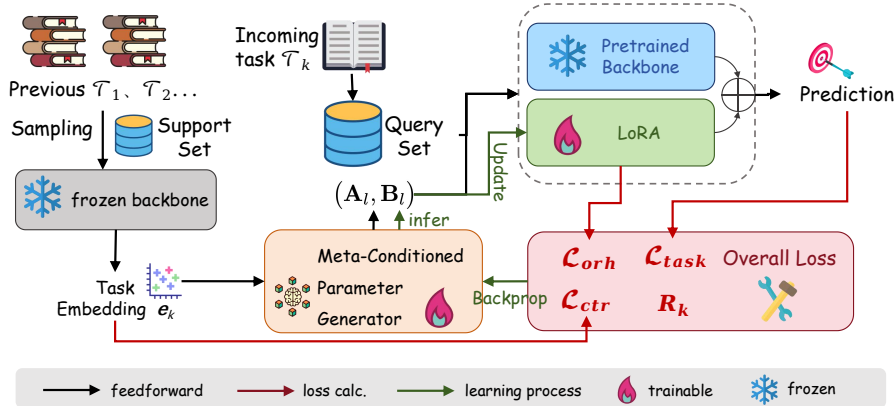 Previous 𝒯₁、𝒯₂...
Sampling
Support
Set
frozen backbone
Task
Embedding eₖ
Incoming
task 𝒯ₖ
Query
Set
(Aₗ, Bₗ)
infer
Update
Meta-Conditioned
Parameter
Generator
Backprop
Pretrained
Backbone
LoRA
Prediction
ℒₒᵣₕ ℒₜₐₛₖ Overall Loss
ℒ_ctr Rₖ
feedforward loss calc. learning process trainable frozen